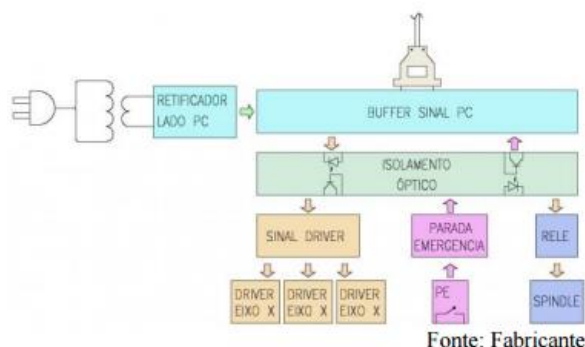 RETIFICADOR
LADO PC
BUFFER SINAL PC
ISOLAMENTO
ÓPTICO
SINAL DRIVER
PARADA
EMERGENCIA
RELE
DRIVER
EIXO X
DRIVER
EIXO X
DRIVER
EIXO X
PE
SPINDLE
Fonte: Fabricante